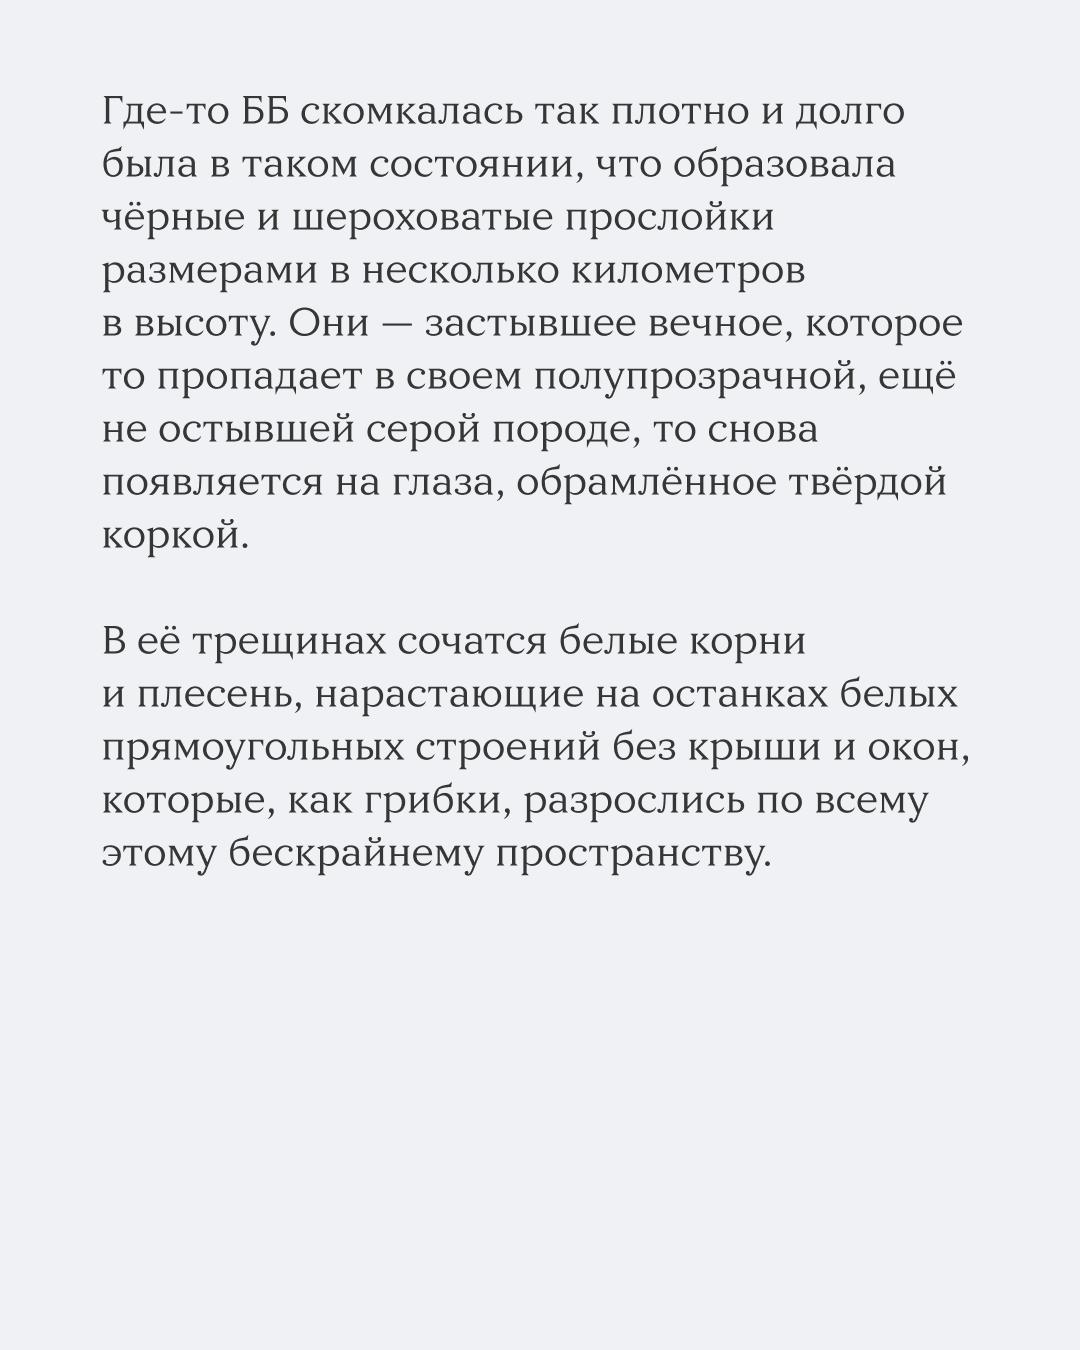 Где-то ББ скомкалась так плотно и долго
была в таком состоянии, что образовала
чёрные и шероховатые прослойки
размерами в несколько километров
в высоту. Они — застывшее вечное, которое
то пропадает в своем полупрозрачной, ещё
не остывшей серой породе, то снова
появляется на глаза, обрамлённое твёрдой
коркой.
В её трещинах сочатся белые корни
и плесень, нарастающие на останках белых
прямоугольных строений без крыши и окон,
которые, как грибки, разрослись по всему
этому бескрайнему пространству.